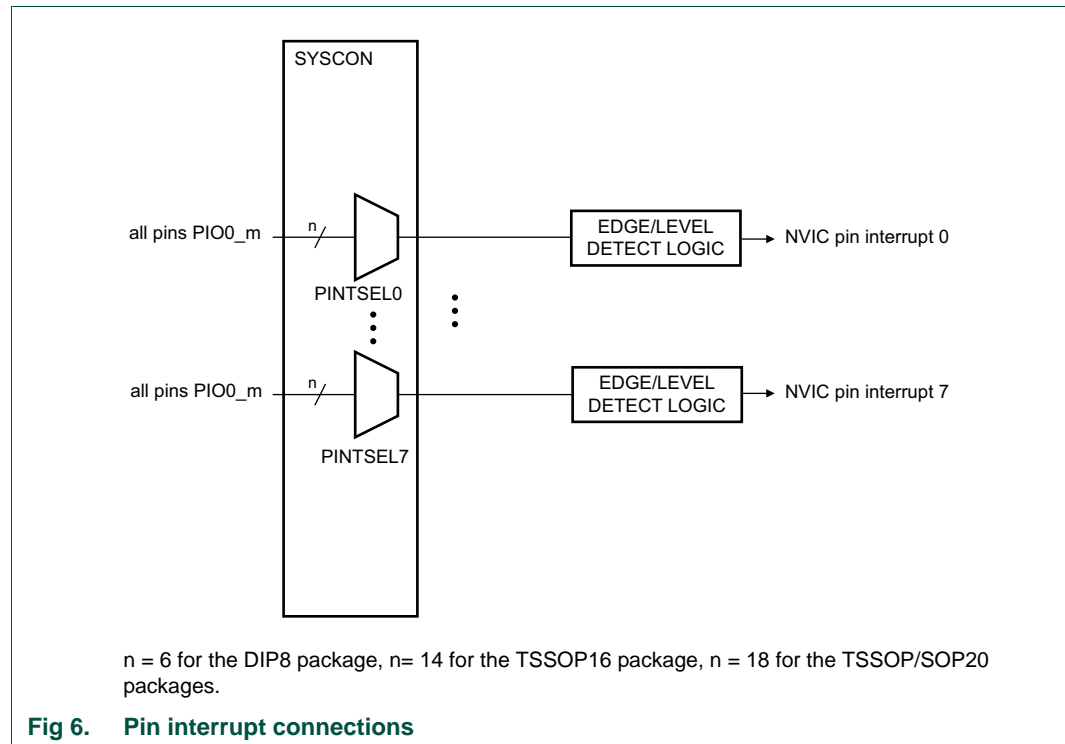 SYSCON
all pins PIO0_m
n
PINTSEL0
EDGE/LEVEL
DETECT LOGIC
NVIC pin interrupt 0
all pins PIO0_m
n
PINTSEL7
EDGE/LEVEL
DETECT LOGIC
NVIC pin interrupt 7
n = 6 for the DIP8 package, n= 14 for the TSSOP16 package, n = 18 for the TSSOP/SOP20
packages.
Fig 6. Pin interrupt connections